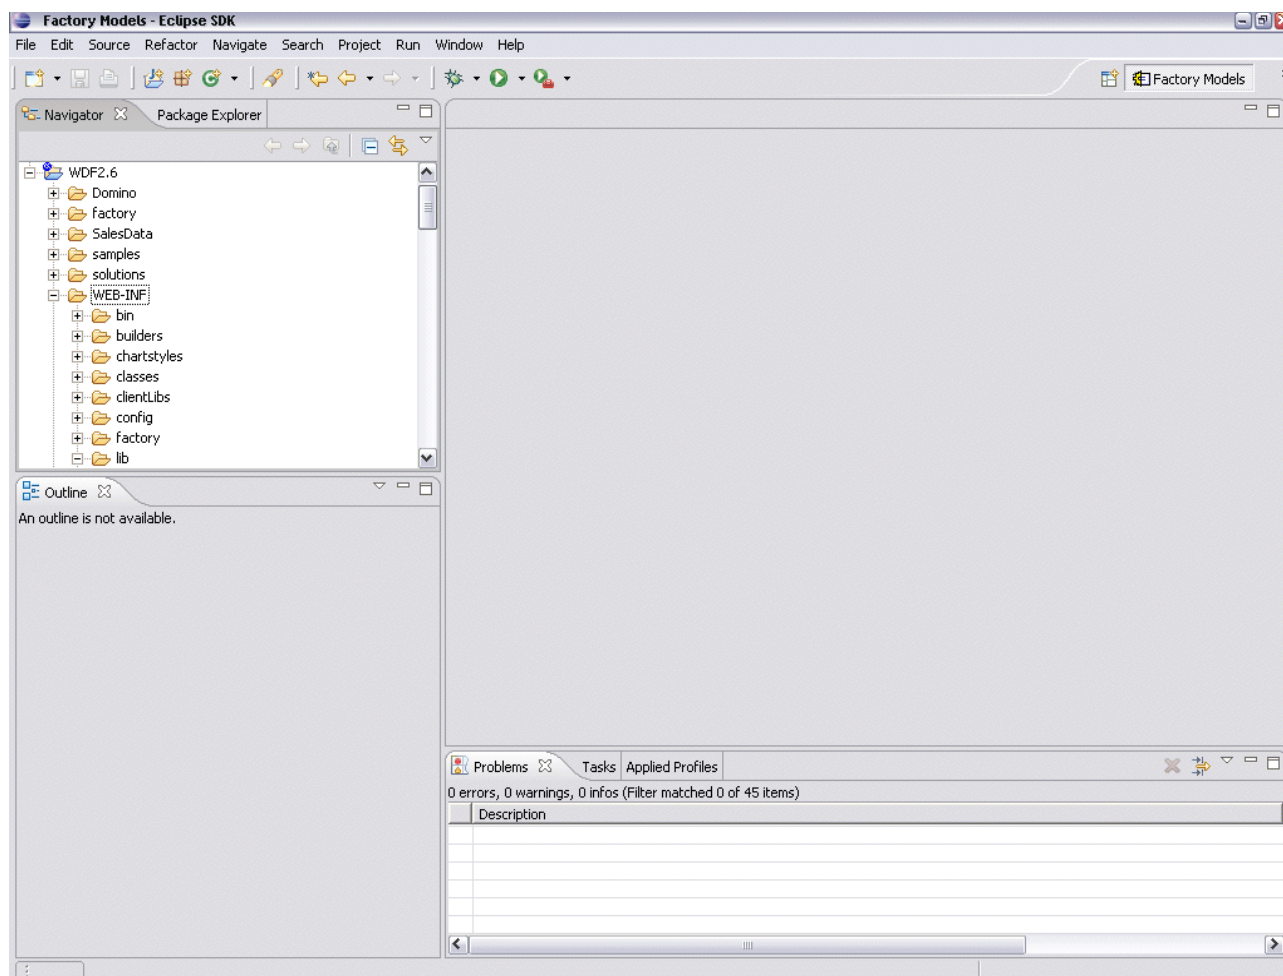 Factory Models - Eclipse SDK
File Edit Source Refactor Navigate Search Project Run Window Help
Factory Models
Navigator Package Explorer
WDF2.6
Domino
factory
SalesData
samples
solutions
WEB-INF
bin
builders
chartstyles
classes
clientLibs
config
factory
lib
Outline
An outline is not available.
Problems Tasks Applied Profiles
0 errors, 0 warnings, 0 infos (Filter matched 0 of 45 items)
Description